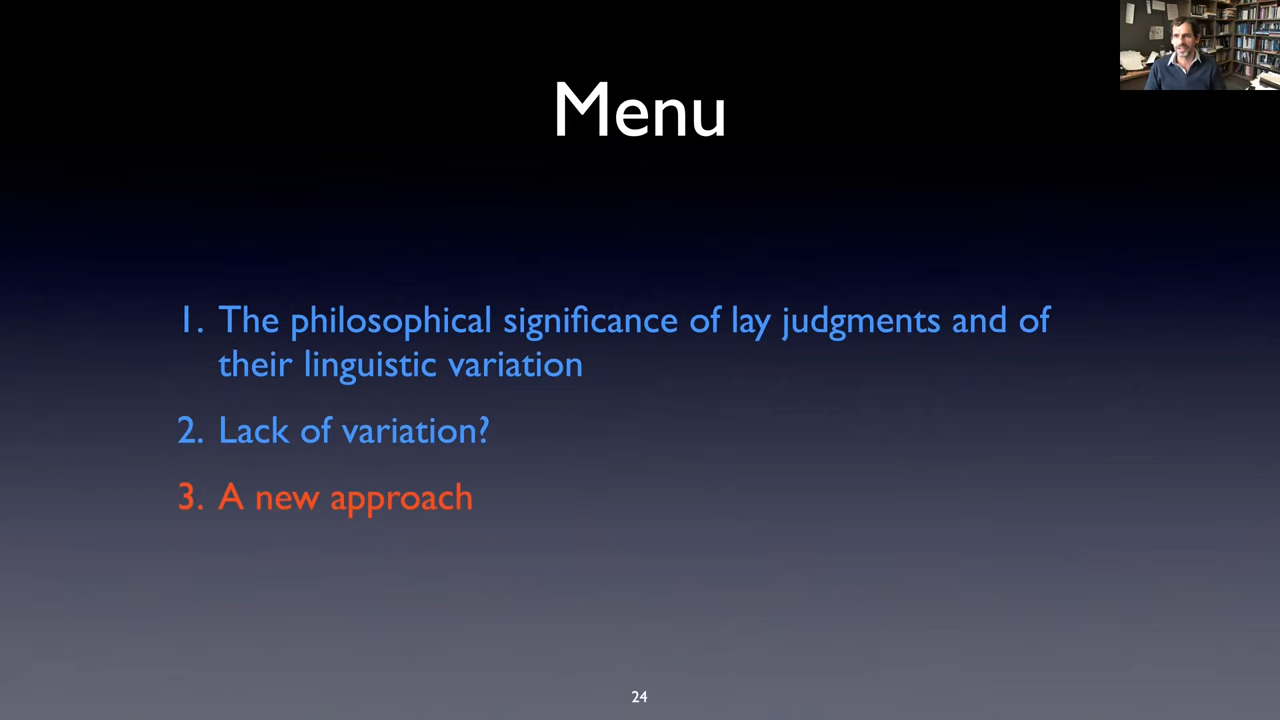 Menu
1. The philosophical significance of lay judgments and of
their linguistic variation
2. Lack of variation?
3. A new approach
24